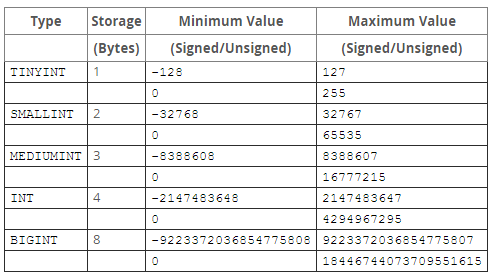 Type Storage Minimum Value Maximum Value
(Bytes) (Signed/Unsigned) (Signed/Unsigned)
TINYINT 1 -128 127
0 255
SMALLINT 2 -32768 32767
0 65535
MEDIUMINT 3 -8388608 8388607
0 16777215
INT 4 -2147483648 2147483647
0 4294967295
BIGINT 8 -9223372036854775808 9223372036854775807
0 18446744073709551615